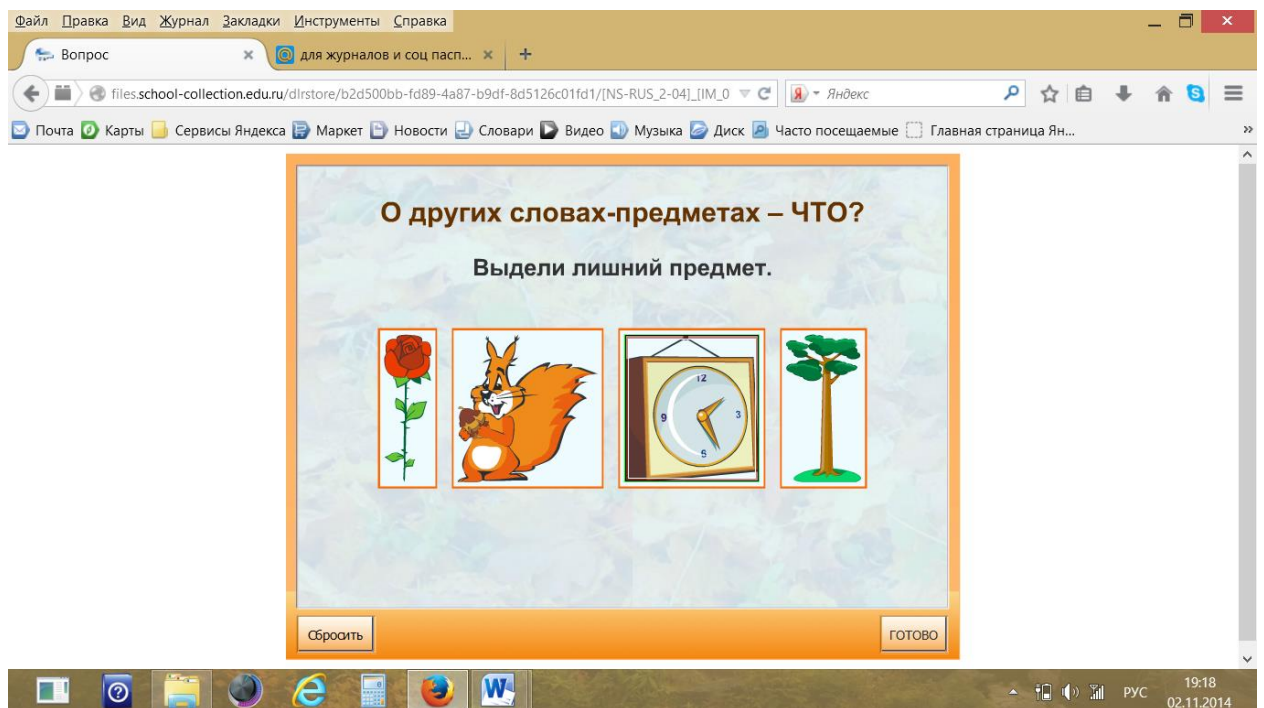 Файл Правка Вид Журнал Закладки Инструменты Справка
Вопрос
для журналов и соц пасп...
files.school-collection.edu.ru/dlrstore/b2d500bb-fd89-4a87-b9df-8d5126c01fd1/[NS-RUS_2-04]_[IM_0
Яндекс
Почта Карты Сервисы Яндекса Маркет Новости Словари Видео Музыка Диск Часто посещаемые Главная страница Ян...
О других словах-предметах – ЧТО?
Выдели лишний предмет.
12
9 3
6
Сбросить ГОТОВО
РУС
19:18
02.11.2014